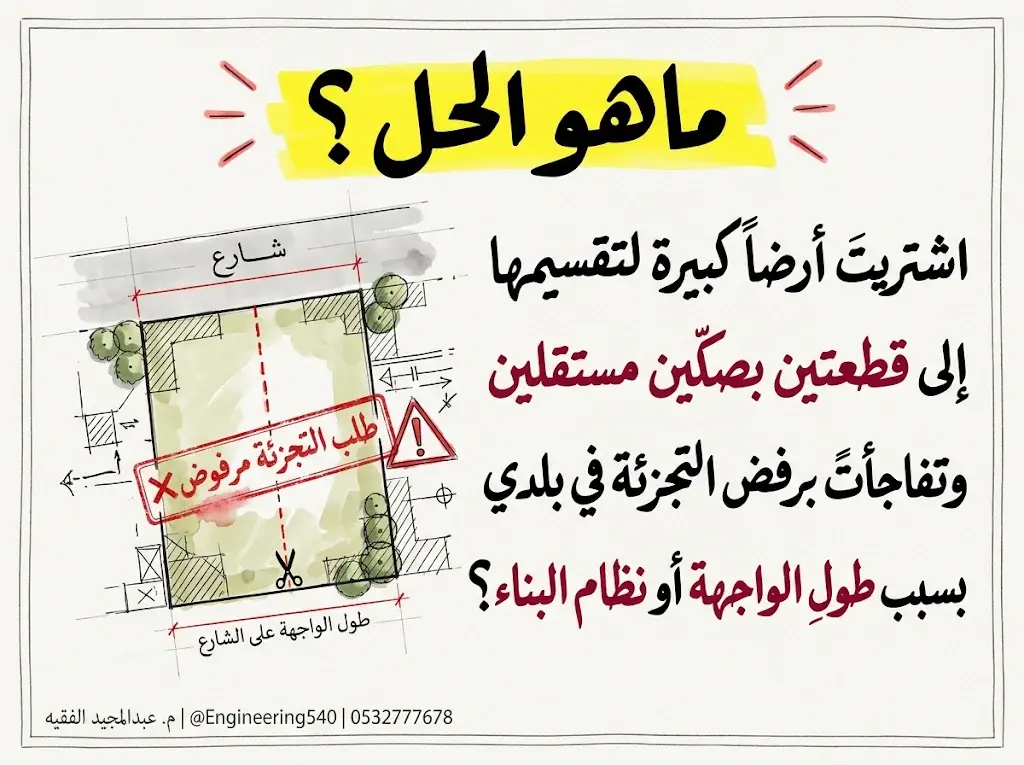 ماهو الحل ؟
اشتريتَ أرضاً كبيرة لتقسيمها
إلى قطعتين بصكّين مستقلين
وتفاجأتً برفض التجزئة في بلدي
بسبب طولِ الواجهة أو نظام البناء ؟
شارع
طلب التجزئة مرفوض X
طول الواجهة على الشارع
م. عبدالمجيد الفقيه | @Engineering540 | 0532777678